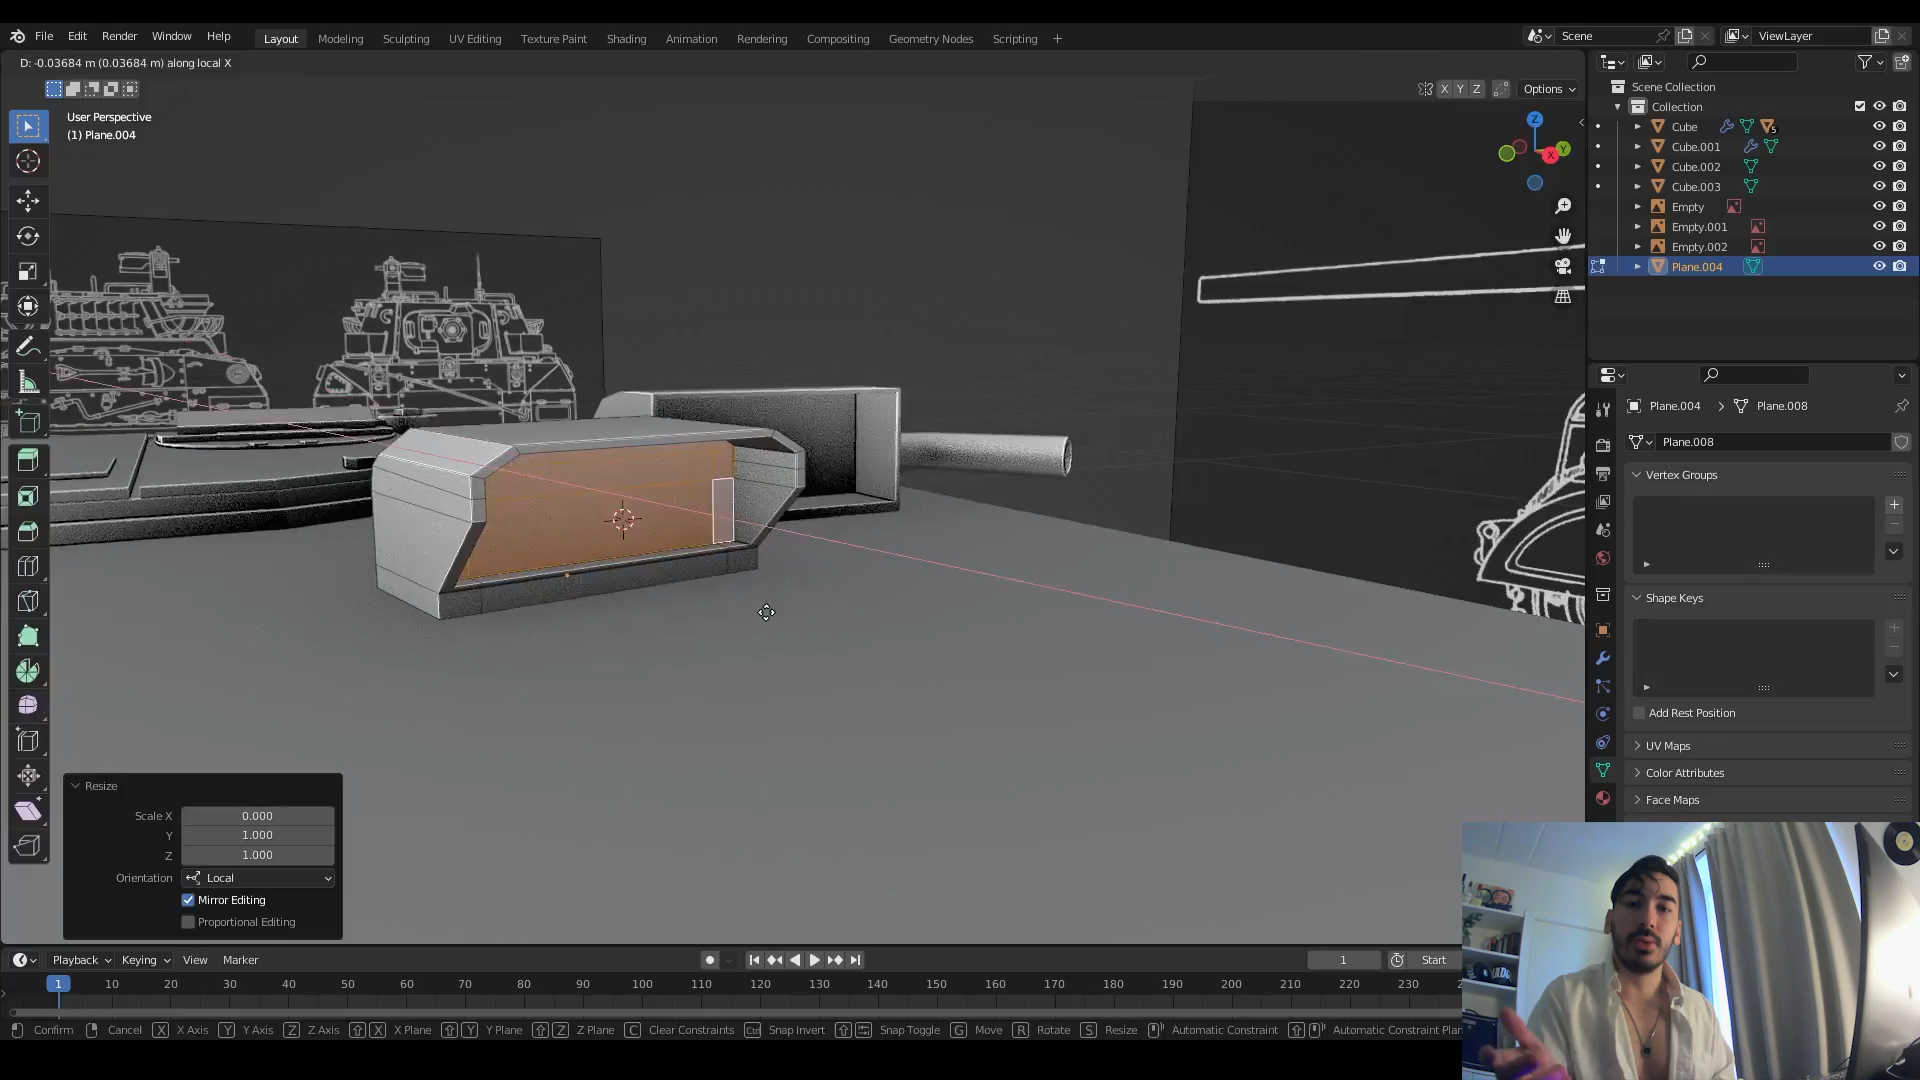 File Edit Render Window Help Layout Modeling Sculpting UV Editing Texture Paint Shading Animation Rendering Compositing Geometry Nodes Scripting + Scene ViewLayer
D: -0.03684 m (0.03684 m) along local X
X Y Z Options
Scene Collection
Collection
User Perspective
(1) Plane.004
Z
Y
X
Cube 5
Cube.001
Cube.002
Cube.003
Empty
Empty.001
Empty.002
Plane.004
Plane.004 Plane.008
Plane.008
Vertex Groups
Shape Keys
Add Rest Position
UV Maps
Color Attributes
Face Maps
Resize
Scale X 0.000
Y 1.000
Z 1.000
Orientation Local
Mirror Editing
Proportional Editing
Playback Keying View Marker 1 Start
1 10 20 30 40 50 60 70 80 90 100 110 120 130 140 150 160 170 180 190 200 210 220 230
Confirm Cancel X X Axis Y Y Axis Z Z Axis X X Plane Y Y Plane Z Z Plane C Clear Constraints Ctrl Snap Invert Snap Toggle G Move R Rotate S Resize Automatic Constraint Automatic Constraint Plan